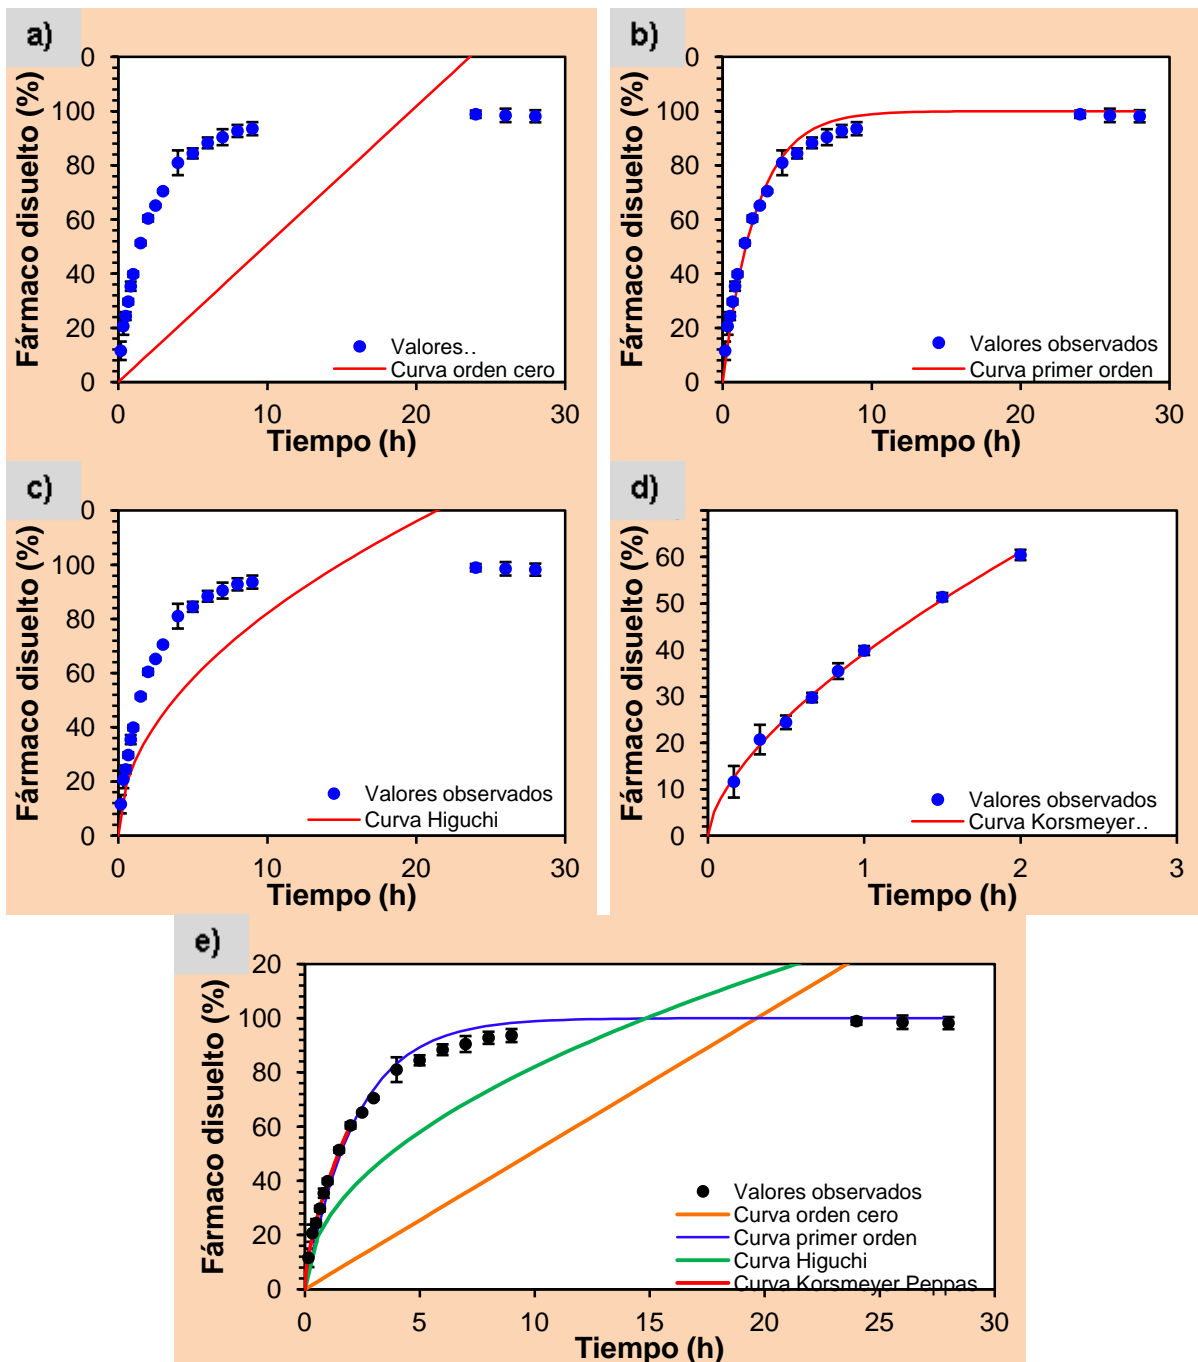 a)
Fármaco disuelto (%)
0
100
80
60
40
20
0
Valores..
Curva orden cero
0 10 20 30
Tiempo (h)
b)
Fármaco disuelto (%)
0
100
80
60
40
20
0
Valores observados
Curva primer orden
0 10 20 30
Tiempo (h)
c)
Fármaco disuelto (%)
0
100
80
60
40
20
0
Valores observados
Curva Higuchi
0 10 20 30
Tiempo (h)
d)
Fármaco disuelto (%)
60
50
40
30
20
10
0
Valores observados
Curva Korsmeyer..
0 1 2 3
Tiempo (h)
e)
Fármaco disuelto (%)
20
100
80
60
40
20
0
Valores observados
Curva orden cero
Curva primer orden
Curva Higuchi
Curva Korsmeyer Peppas
0 5 10 15 20 25 30
Tiempo (h)